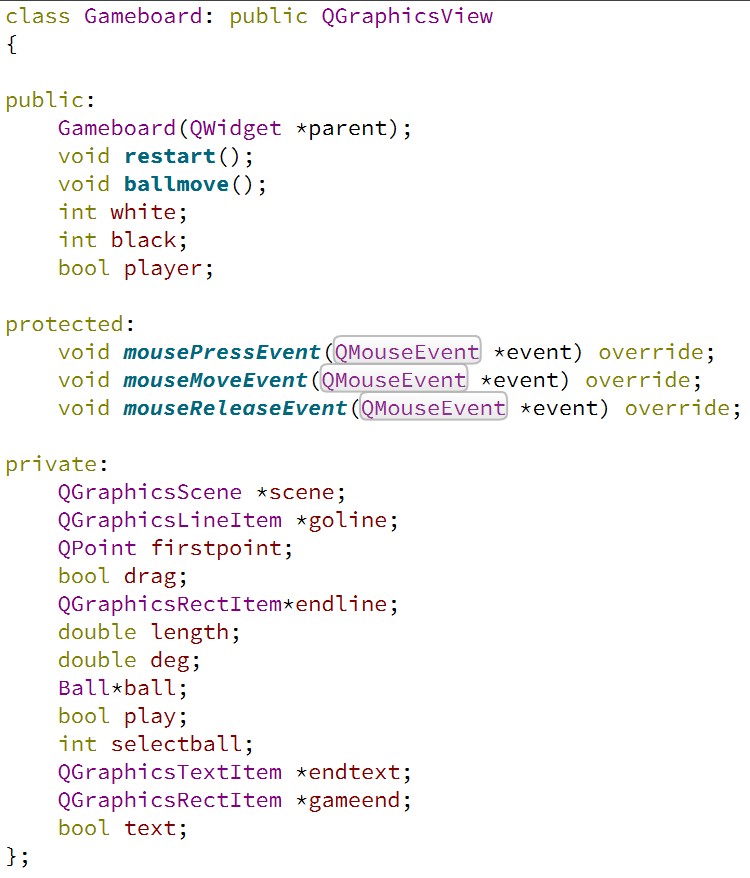 class Gameboard: public QGraphicsView
{
public:
Gameboard(QWidget *parent);
void restart();
void ballmove();
int white;
int black;
bool player;
protected:
void mousePressEvent(QMouseEvent *event) override;
void mouseMoveEvent(QMouseEvent *event) override;
void mouseReleaseEvent(QMouseEvent *event) override;
private:
QGraphicsScene *scene;
QGraphicsLineItem *goline;
QPoint firstpoint;
bool drag;
QGraphicsRectItem*endline;
double length;
double deg;
Ball*ball;
bool play;
int selectball;
QGraphicsTextItem *endtext;
QGraphicsRectItem *gameend;
bool text;
};